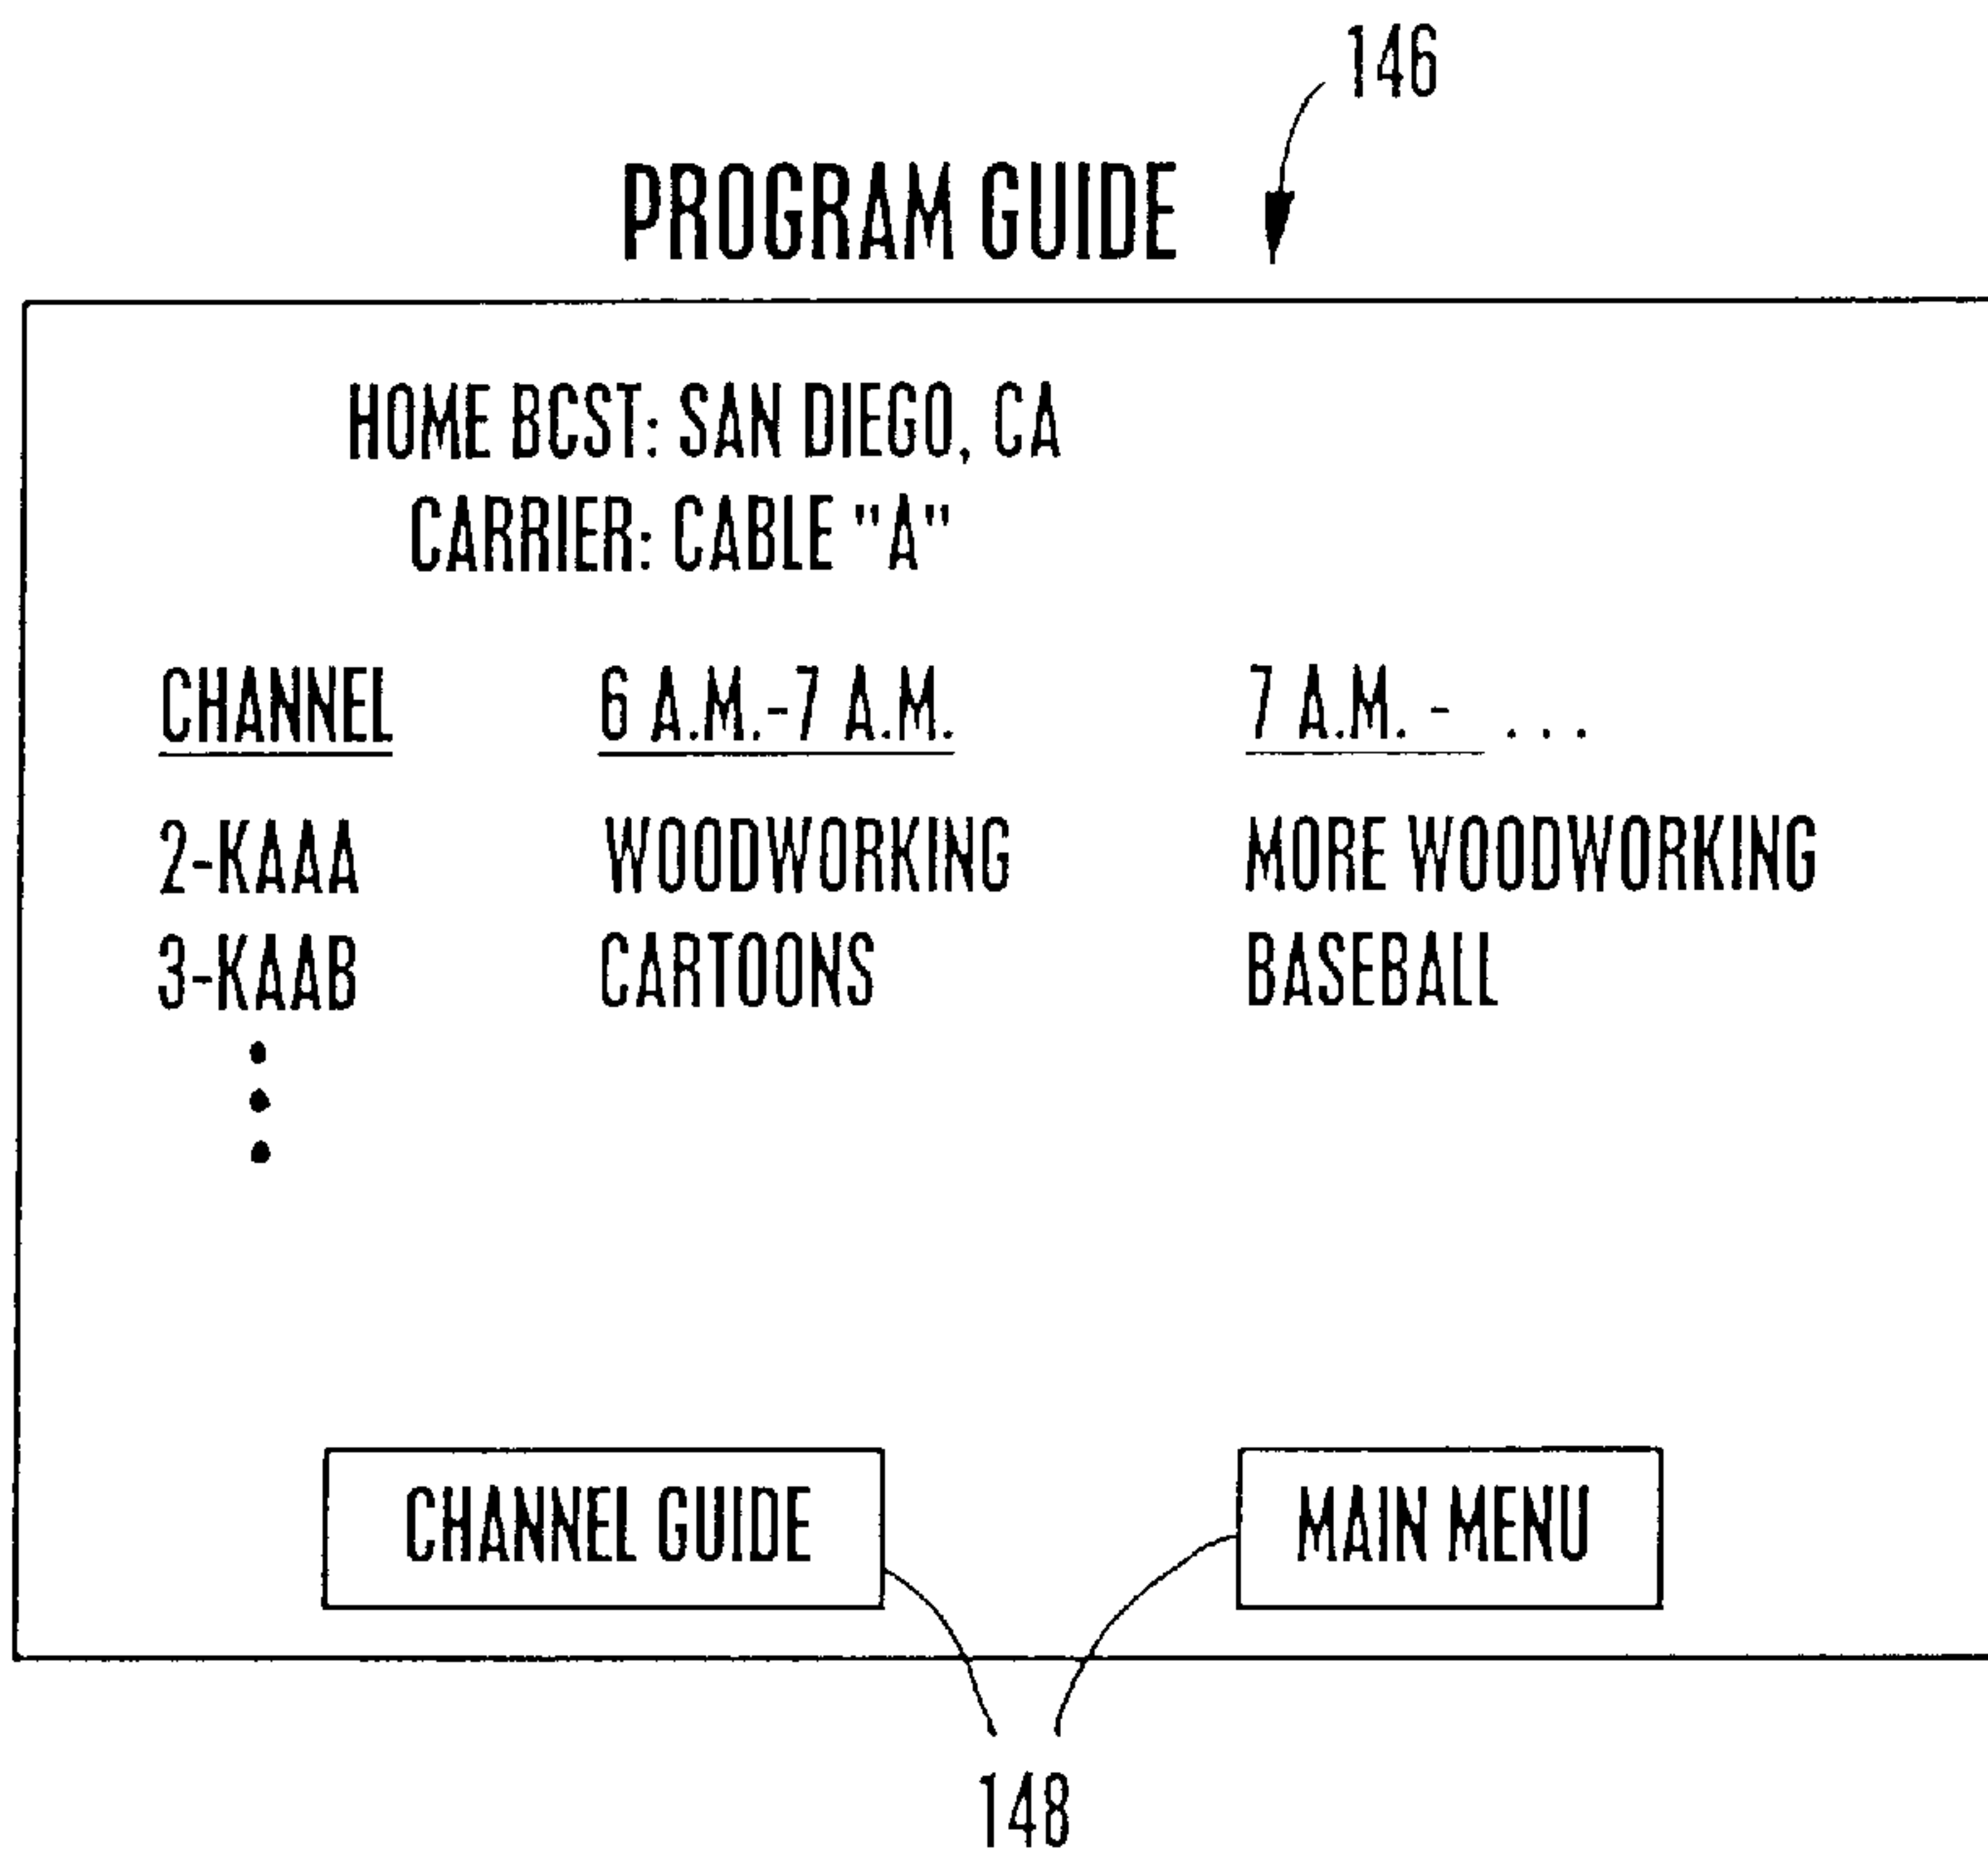 146
PROGRAM GUIDE
HOME BCST: SAN DIEGO, CA
CARRIER: CABLE "A"
CHANNEL 6 A.M.-7 A.M. 7 A.M. - ...
2-KAAA WOODWORKING MORE WOODWORKING
3-KAAB CARTOONS BASEBALL
CHANNEL GUIDE MAIN MENU
148